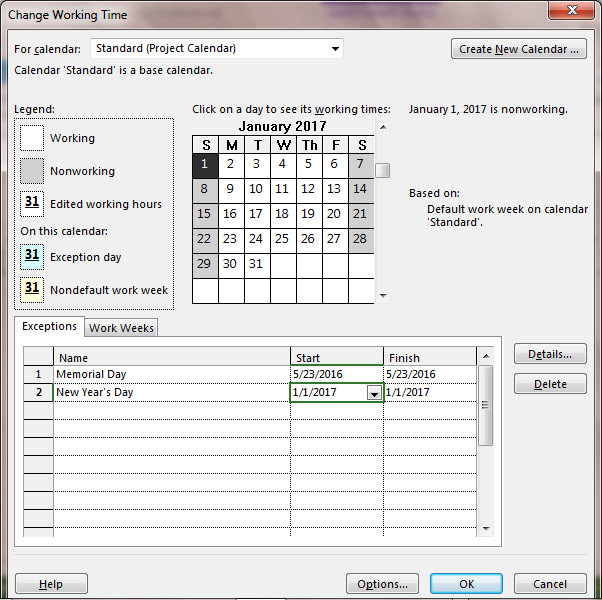 Change Working Time
For calendar: Standard (Project Calendar)
Create New Calendar ...
Calendar 'Standard' is a base calendar.
Legend:
Working
Nonworking
31 Edited working hours
On this calendar:
31 Exception day
31 Nondefault work week
Click on a day to see its working times:
January 2017
S M T W Th F S
1 2 3 4 5 6 7
8 9 10 11 12 13 14
15 16 17 18 19 20 21
22 23 24 25 26 27 28
29 30 31
January 1, 2017 is nonworking.
Based on:
Default work week on calendar
'Standard'.
Exceptions Work Weeks
Name Start Finish
1 Memorial Day 5/23/2016 5/23/2016
2 New Year's Day 1/1/2017 1/1/2017
Details...
Delete
Help Options... OK Cancel